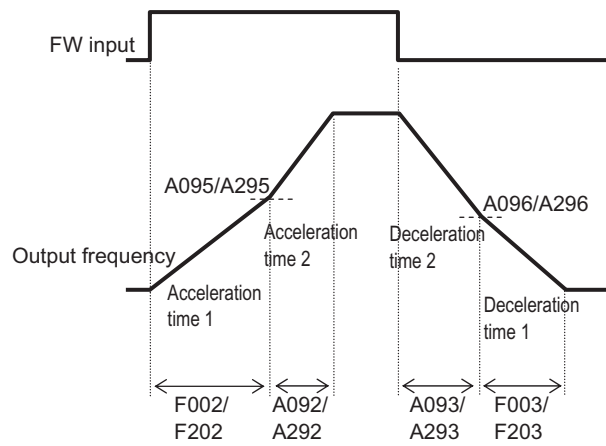 FW input
A095/A295
A096/A296
Acceleration
time 2
Deceleration
time 2
Output frequency
Acceleration
time 1
Deceleration
time 1
F002/
F202
A092/
A292
A093/
A293
F003/
F203